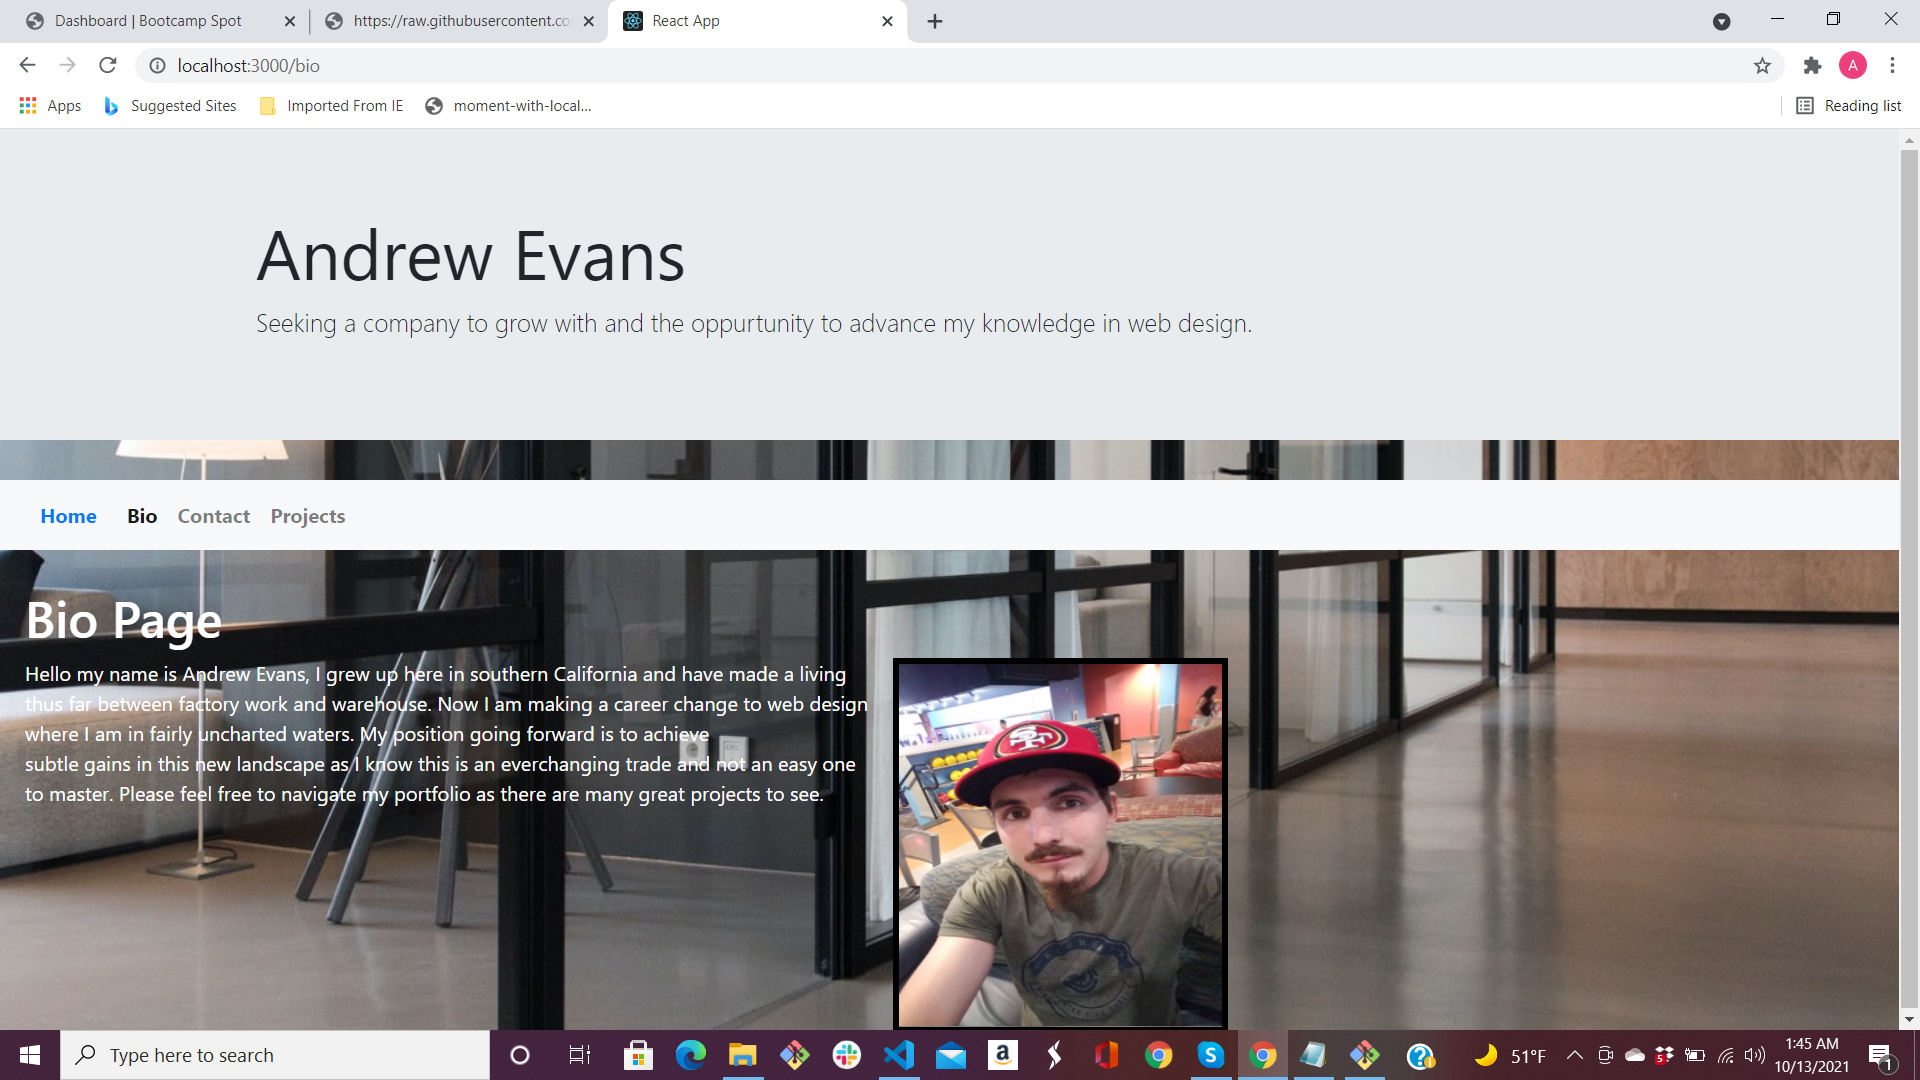 Dashboard | Bootcamp Spot
https://raw.githubusercontent.co
React App
localhost:3000/bio
A
Apps
Suggested Sites
Imported From IE
moment-with-local...
Reading list
Andrew Evans
Seeking a company to grow with and the oppurtunity to advance my knowledge in web design.
Home Bio Contact Projects
Bio Page
Hello my name is Andrew Evans, I grew up here in southern California and have made a living
thus far between factory work and warehouse. Now I am making a career change to web design
where I am in fairly uncharted waters. My position going forward is to achieve
subtle gains in this new landscape as I know this is an everchanging trade and not an easy one
to master. Please feel free to navigate my portfolio as there are many great projects to see.
SF
Type here to search
a
S
5
51°F
1:45 AM
10/13/2021
1